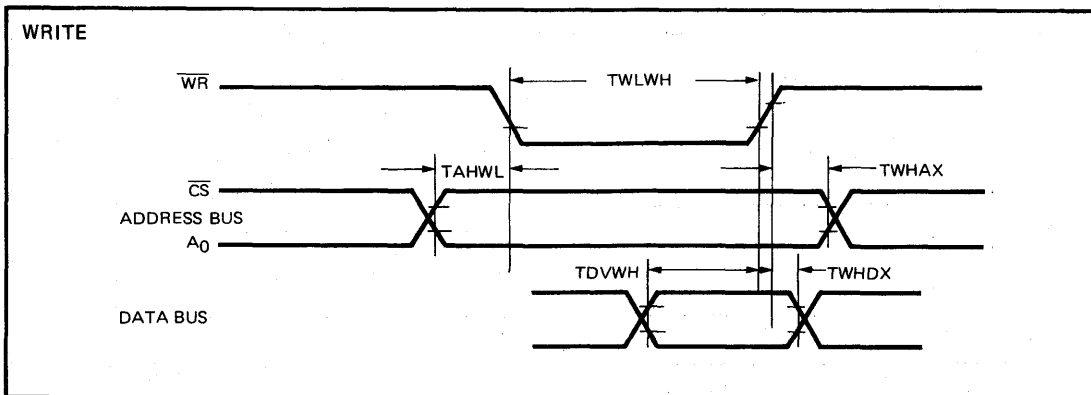 WRITE
WR
TWLWH
TAHWL
TWHAX
CS
ADDRESS BUS
A0
TDVWH
TWHDX
DATA BUS